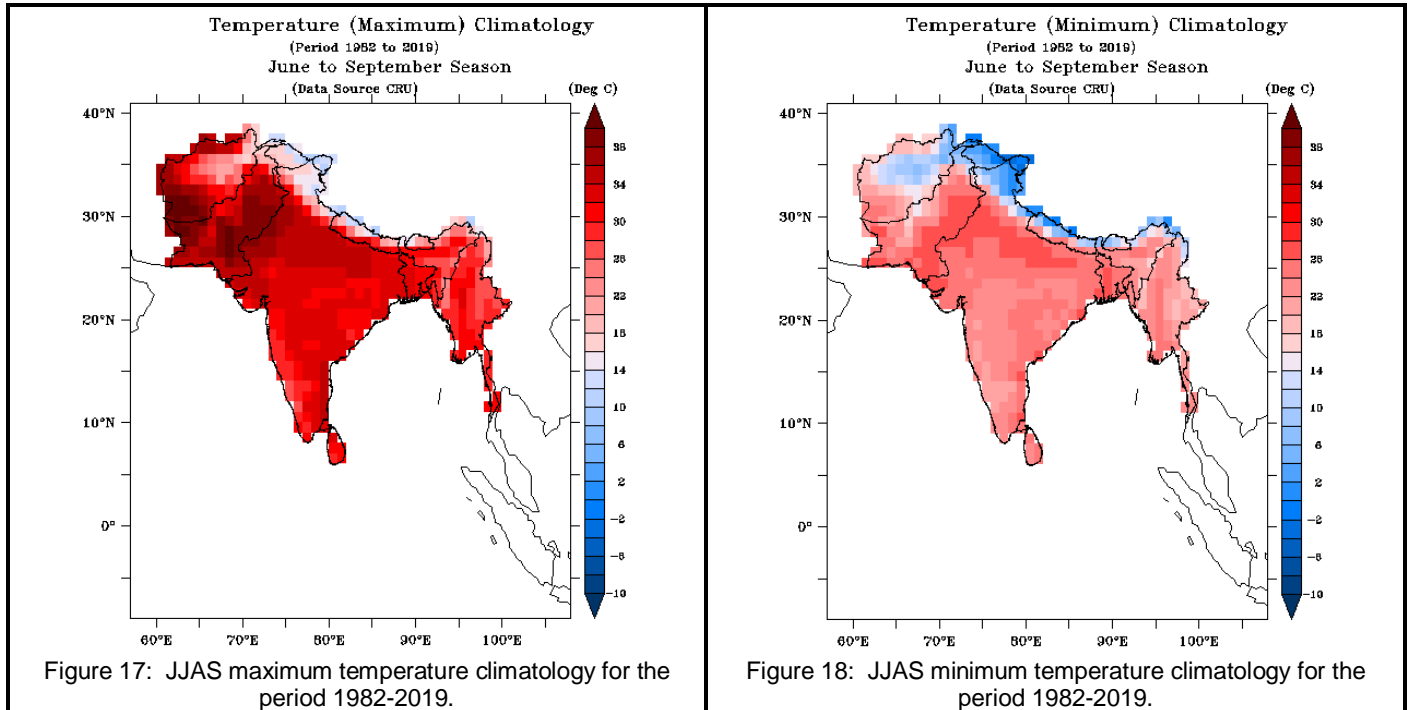 Temperature (Maximum) Climatology
(Period 1982 to 2019)
June to September Season
(Data Source CRU)
(Deg C)
40°N
30°N
20°N
10°N
0°
60°E 70°E 80°E 90°E 100°E
38
34
30
26
22
18
14
10
6
2
-2
-6
-10
Figure 17: JJAS maximum temperature climatology for the
period 1982-2019.
Temperature (Minimum) Climatology
(Period 1982 to 2019)
June to September Season
(Data Source CRU)
(Deg C)
40°N
30°N
20°N
10°N
0°
60°E 70°E 80°E 90°E 100°E
38
34
30
26
22
18
14
10
6
2
-2
-6
-10
Figure 18: JJAS minimum temperature climatology for the
period 1982-2019.